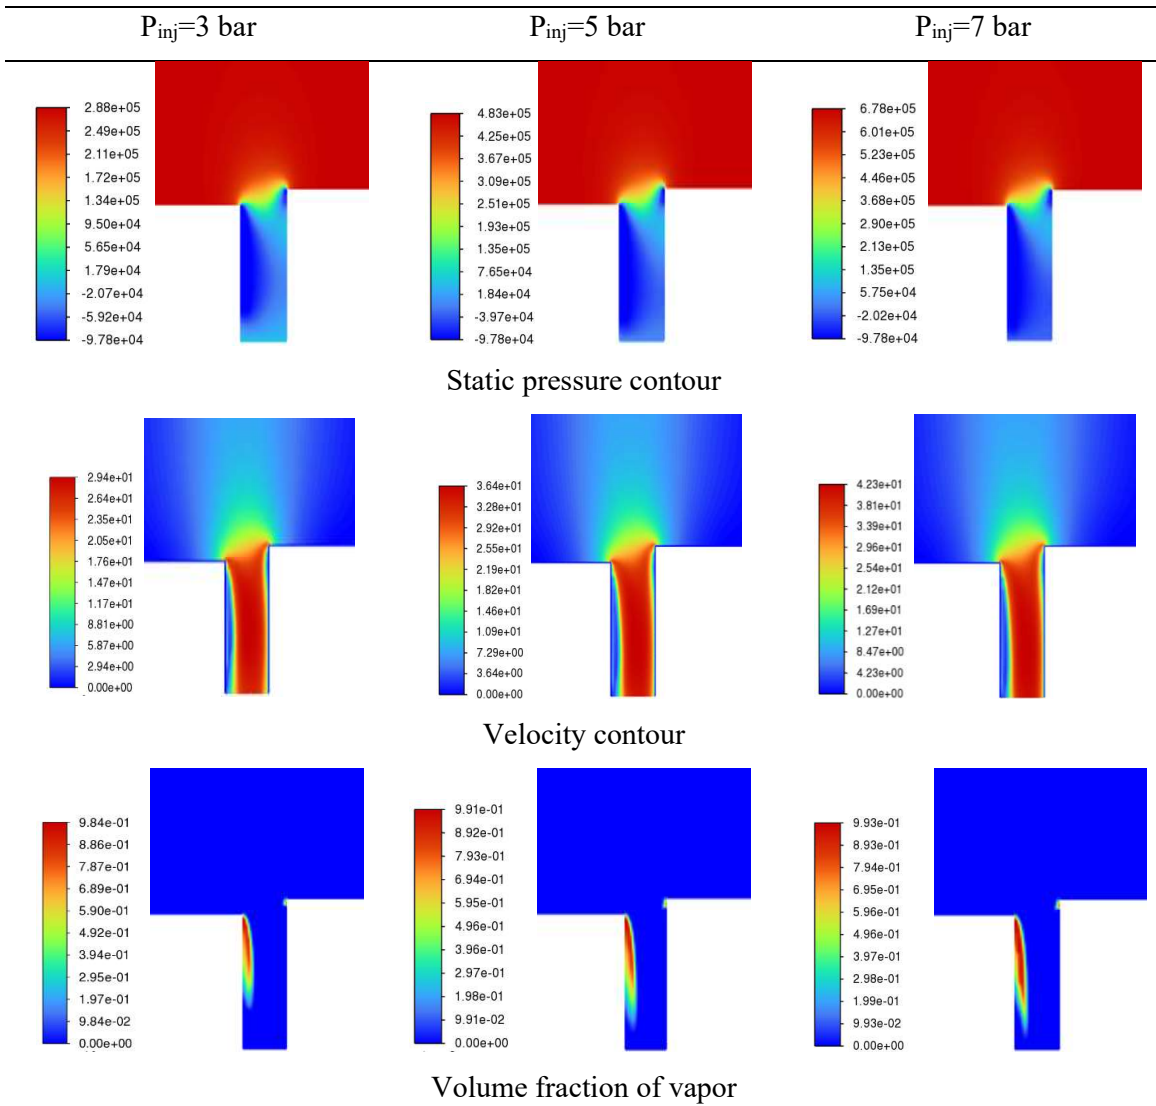 P_inj=3 bar P_inj=5 bar P_inj=7 bar
2.88e+05
2.49e+05
2.11e+05
1.72e+05
1.34e+05
9.50e+04
5.65e+04
1.79e+04
-2.07e+04
-5.92e+04
-9.78e+04
4.83e+05
4.25e+05
3.67e+05
3.09e+05
2.51e+05
1.93e+05
1.35e+05
7.65e+04
1.84e+04
-3.97e+04
-9.78e+04
6.78e+05
6.01e+05
5.23e+05
4.46e+05
3.68e+05
2.90e+05
2.13e+05
1.35e+05
5.75e+04
-2.02e+04
-9.78e+04
Static pressure contour
2.94e+01
2.64e+01
2.35e+01
2.05e+01
1.76e+01
1.47e+01
1.17e+01
8.81e+00
5.87e+00
2.94e+00
0.00e+00
3.64e+01
3.28e+01
2.92e+01
2.55e+01
2.19e+01
1.82e+01
1.46e+01
1.09e+01
7.29e+00
3.64e+00
0.00e+00
4.23e+01
3.81e+01
3.39e+01
2.96e+01
2.54e+01
2.12e+01
1.69e+01
1.27e+01
8.47e+00
4.23e+00
0.00e+00
Velocity contour
9.84e-01
8.86e-01
7.87e-01
6.89e-01
5.90e-01
4.92e-01
3.94e-01
2.95e-01
1.97e-01
9.84e-02
0.00e+00
9.91e-01
8.92e-01
7.93e-01
6.94e-01
5.95e-01
4.96e-01
3.96e-01
2.97e-01
1.98e-01
9.91e-02
0.00e+00
9.93e-01
8.93e-01
7.94e-01
6.95e-01
5.96e-01
4.96e-01
3.97e-01
2.98e-01
1.99e-01
9.93e-02
0.00e+00
Volume fraction of vapor